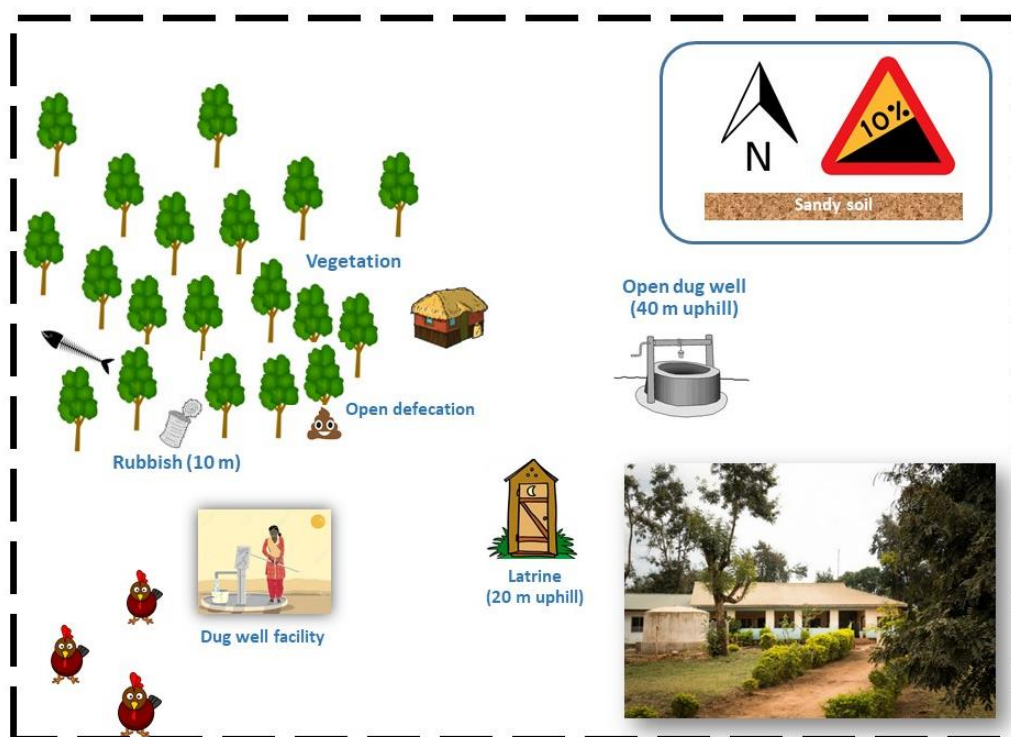 N
10%
Sandy soil
Vegetation
Open dug well
(40 m uphill)
Open defecation
Rubbish (10 m)
Latrine
(20 m uphill)
Dug well facility